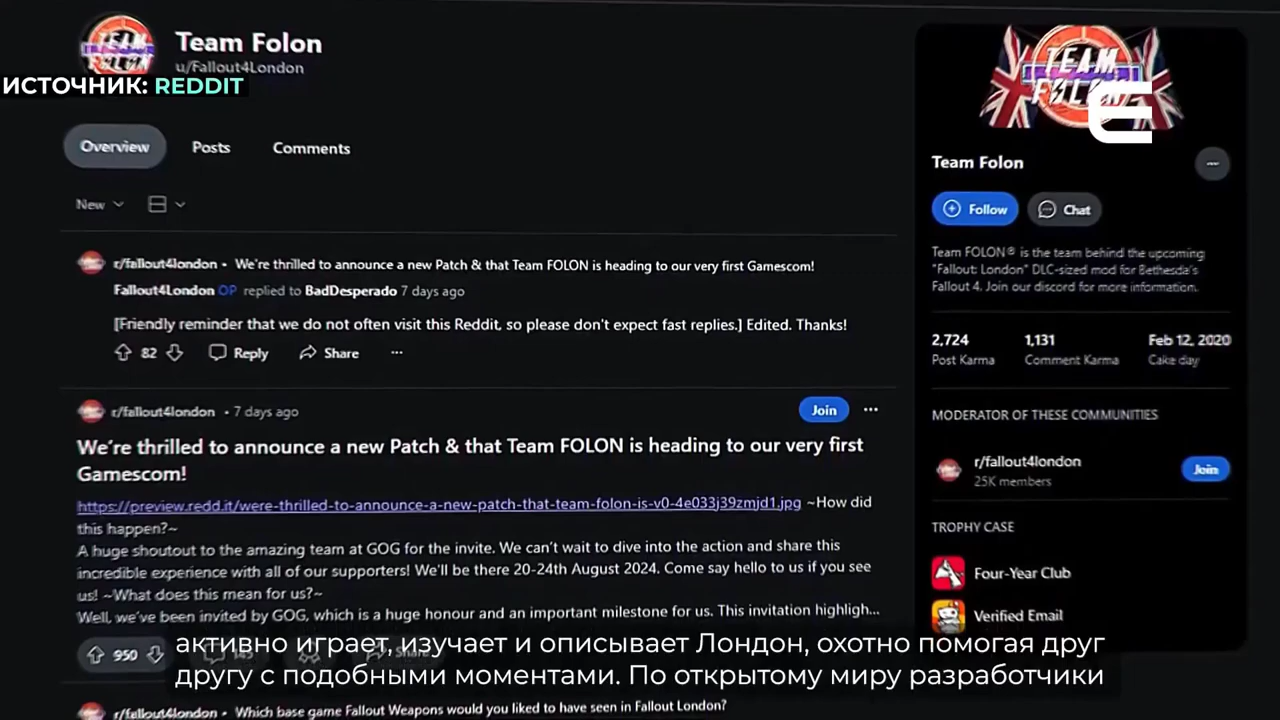 Team Folon
u/Fallout4London
ИСТОЧНИК: REDDIT
Overview Posts Comments
New
r/fallout4london • We're thrilled to announce a new Patch & that Team FOLON is heading to our very first Gamescom!
Fallout4London OP replied to BadDesperado 7 days ago
[Friendly reminder that we do not often visit this Reddit, so please don't expect fast replies.] Edited. Thanks!
82 Reply Share ...
r/fallout4london • 7 days ago
Join ...
We're thrilled to announce a new Patch & that Team FOLON is heading to our very first
Gamescom!
https://preview.redd.it/were-thrilled-to-announce-a-new-patch-that-team-folon-is-v0-4e033j39zmjd1.jpg ~How did
this happen?~
A huge shoutout to the amazing team at GOG for the invite. We can't wait to dive into the action and share this
incredible experience with all of our supporters! We'll be there 20-24th August 2024. Come say hello to us if you see
us! ~What does this mean for us?~
Well, we've been invited by GOG, which is a huge honour and an important milestone for us. This invitation highligh...
950
r/fallout4london • Which base game Fallout Weapons would you liked to have seen in Fallout London?
TEAM
FOLON
Team Folon
Follow Chat
Team FOLON® is the team behind the upcoming
"Fallout: London" DLC-sized mod for Bethesda's
Fallout 4. Join our discord for more information.
2,724 1,131 Feb 12, 2020
Post Karma Comment Karma Cake day
MODERATOR OF THESE COMMUNITIES
r/fallout4london
25K members
Join
TROPHY CASE
Four-Year Club
Verified Email
активно играет, изучает и описывает Лондон, охотно помогая друг
другу с подобными моментами. По открытому миру разработчики